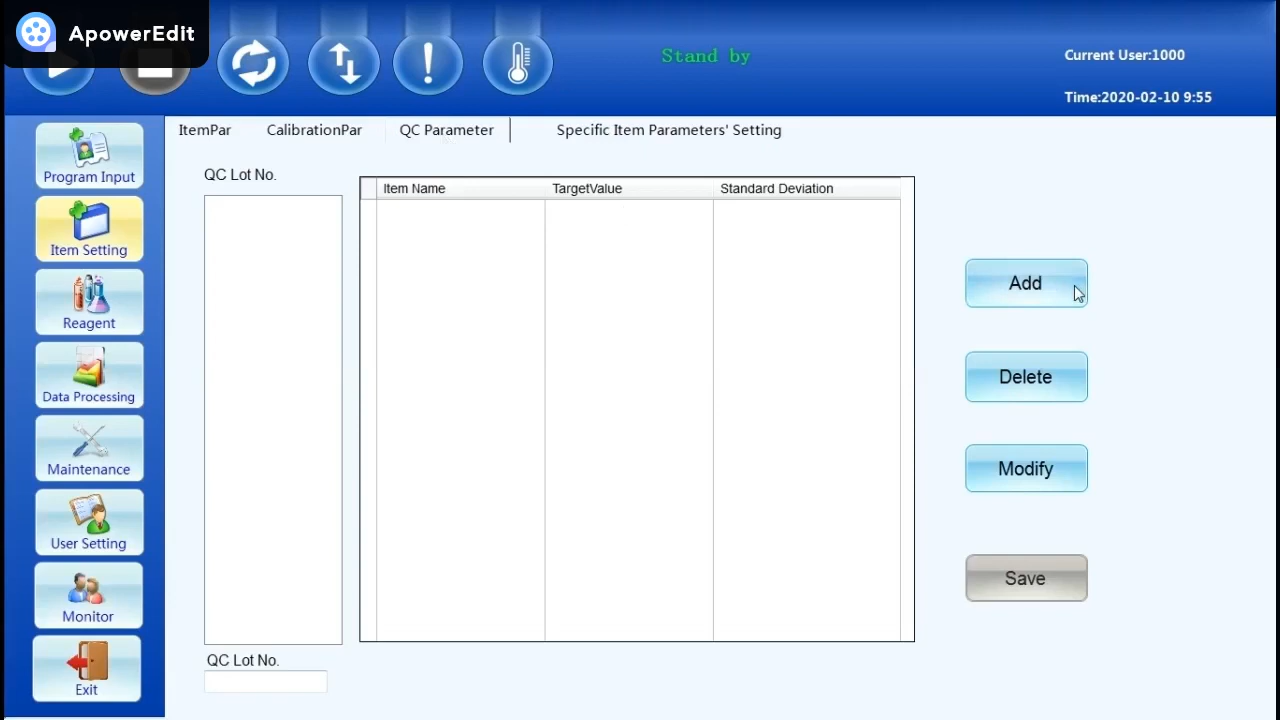 ApowerEdit
Stand by
Current User:1000
Time:2020-02-10 9:55
Program Input
Item Setting
Reagent
Data Processing
Maintenance
User Setting
Monitor
Exit
ItemPar CalibrationPar QC Parameter Specific Item Parameters' Setting
QC Lot No.
Item Name TargetValue Standard Deviation
QC Lot No.
Add
Delete
Modify
Save